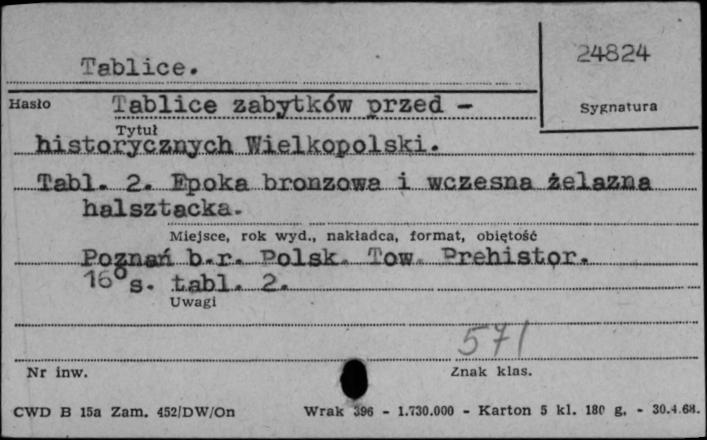 24824
Tablice.
Hasło Tablice zabytków przed - Sygnatura
Tytuł
historycznych Wielkopolski.
Tabl. 2. Epoka bronzowa i wczesna żelazna
halsztacka.
Miejsce, rok wyd., nakładca, format, objętość
Poznań b.r. Polsk. Tow. Prehistor.
16° s. tabl. 2.
Uwagi
571
Nr inw. Znak klas.
CWD B 15a Zam. 452/DW/On Wrak 396 - 1.730.000 - Karton 5 kl. 180 g. - 30.4.68.